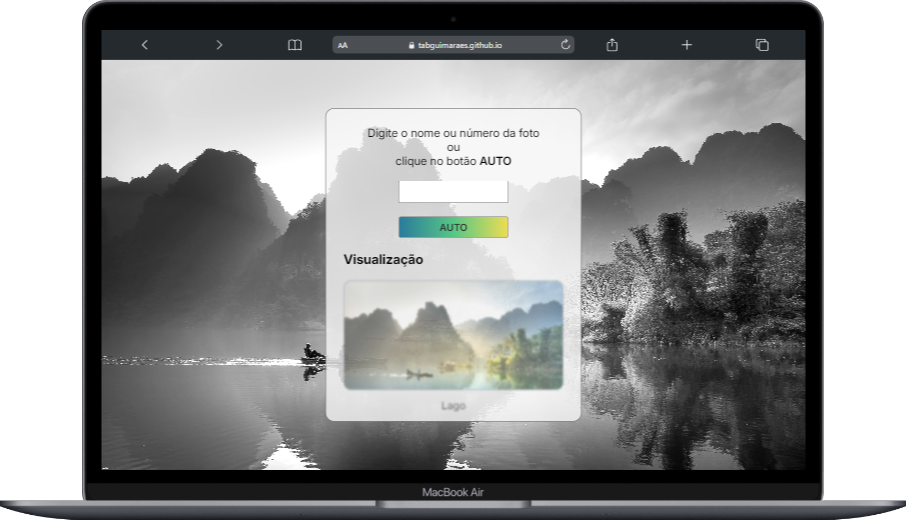 AA
tabguimaraes.github.io
Digite o nome ou número da foto
ou
clique no botão AUTO
AUTO
Visualização
Lago
MacBook Air